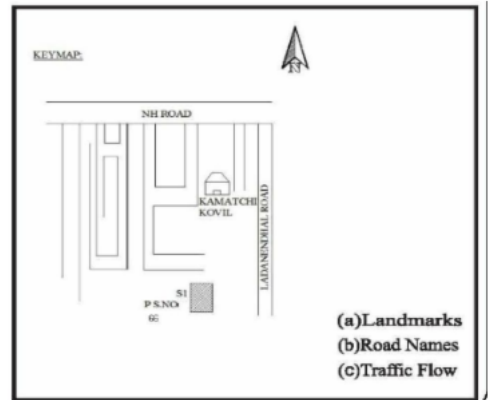 N
KEYMAP:
NH ROAD
KAMATCHI
KOVIL
LADANENDHAL ROAD
S1
P S.NO:
66
(a)Landmarks
(b)Road Names
(c)Traffic Flow